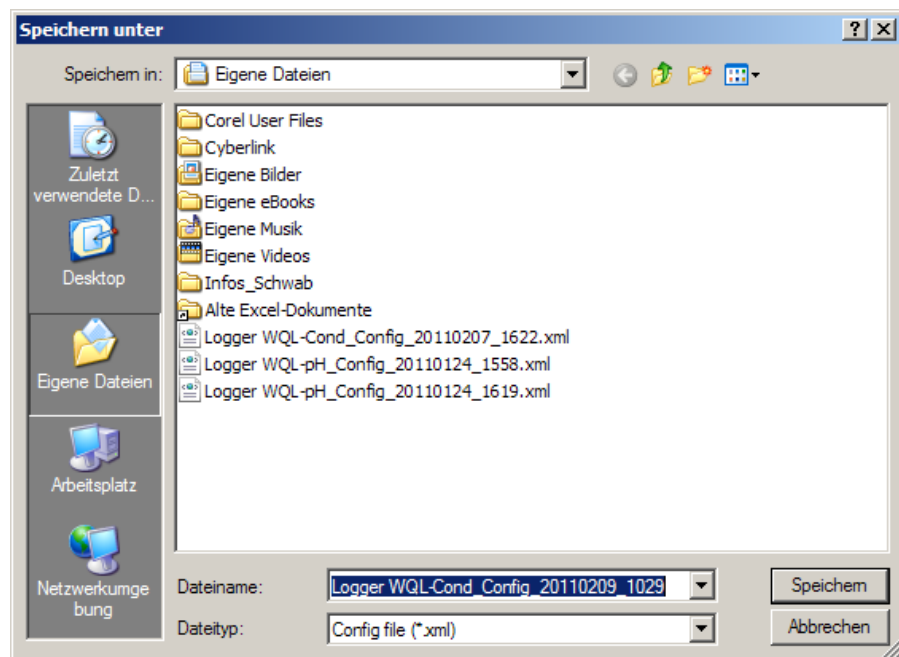 Speichern unter
Speichern in: Eigene Dateien
Zuletzt
verwendete D...
Desktop
Eigene Dateien
Arbeitsplatz
Netzwerkumge
bung
Corel User Files
Cyberlink
Eigene Bilder
Eigene eBooks
Eigene Musik
Eigene Videos
Infos_Schwab
Alte Excel-Dokumente
Logger WQL-Cond_Config_20110207_1622.xml
Logger WQL-pH_Config_20110124_1558.xml
Logger WQL-pH_Config_20110124_1619.xml
Dateiname: Logger WQL-Cond_Config_20110209_1029 Speichern
Dateityp: Config file (*.xml) Abbrechen